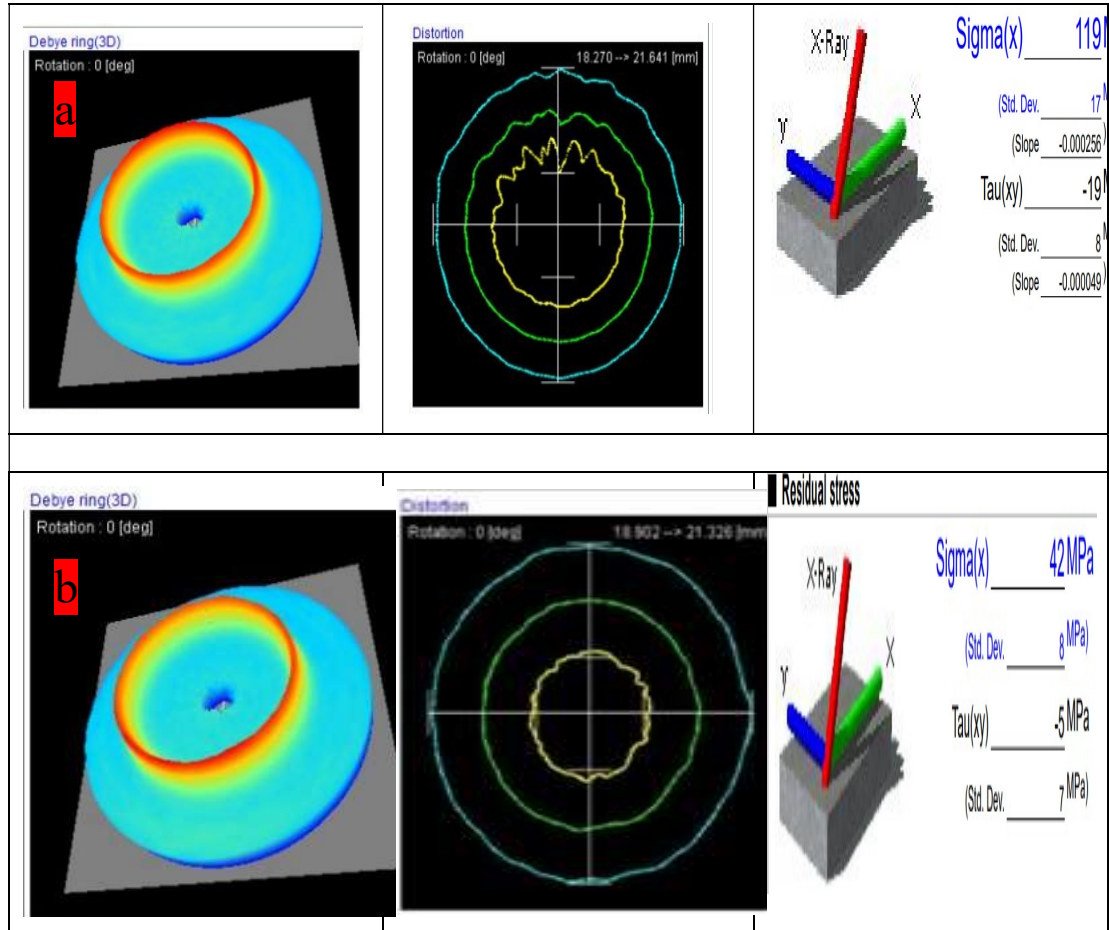 Debye ring(3D)
Rotation : 0 [deg]
a
Distortion
Rotation : 0 [deg] 18.270 --> 21.641 [mm]
X-Ray
X
y
Sigma(x) 119
(Std. Dev. 17
(Slope -0.000256 )
Tau(xy) -19
(Std. Dev. 8
(Slope -0.000049 )
Debye ring(3D)
Rotation : 0 [deg]
b
Distortion
Rotation : 0 [deg] 18.902 --> 21.326 [mm]
Residual stress
X-Ray
X
y
Sigma(x) 42 MPa
(Std. Dev. 8 MPa)
Tau(xy) -5 MPa
(Std. Dev. 7 MPa)